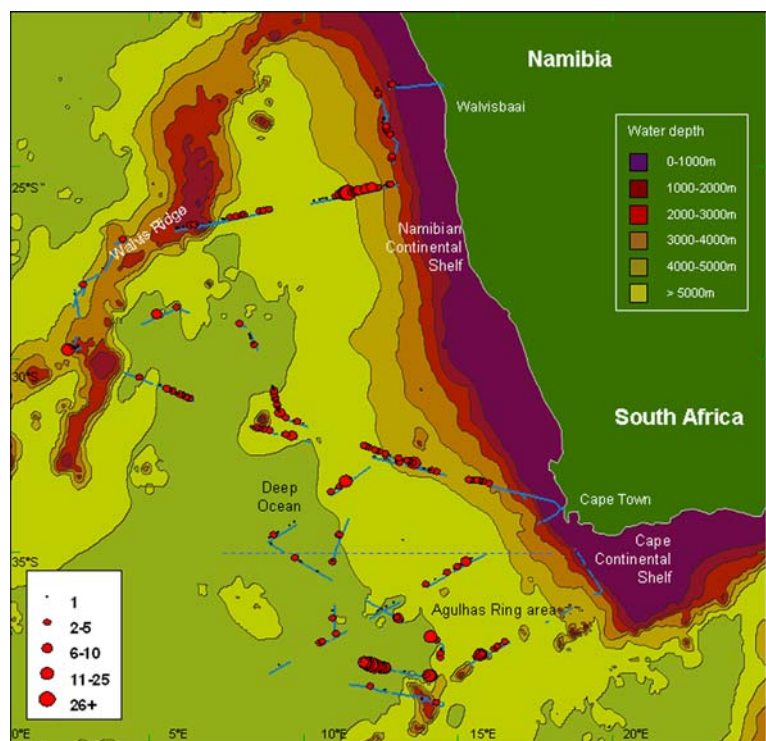 Namibia
Walvisbaai
Water depth
0-1000m
1000-2000m
2000-3000m
3000-4000m
4000-5000m
> 5000m
25°S
Walvis Ridge
Namibian
Continental
Shelf
30°S
South Africa
Deep
Ocean
Cape Town
Cape
Continental
Shelf
35°S
Agulhas Ring area
1
2-5
6-10
11-25
26+
0°E
5°E
10°E
15°E
20°E